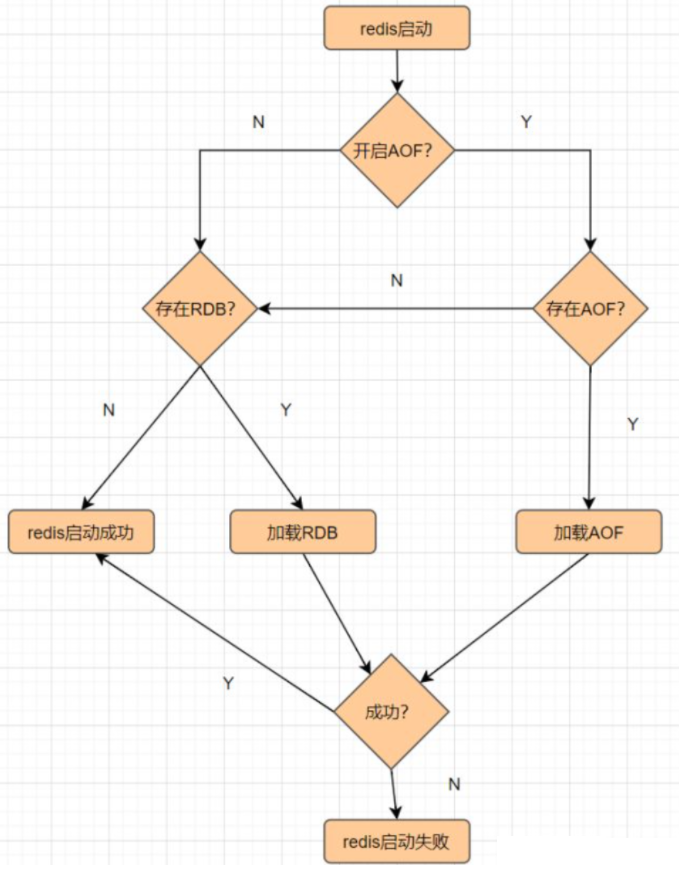 redis启动
N
Y
开启AOF?
N
存在RDB?
存在AOF?
N
Y
Y
redis启动成功
加载RDB
加载AOF
Y
成功?
N
redis启动失败